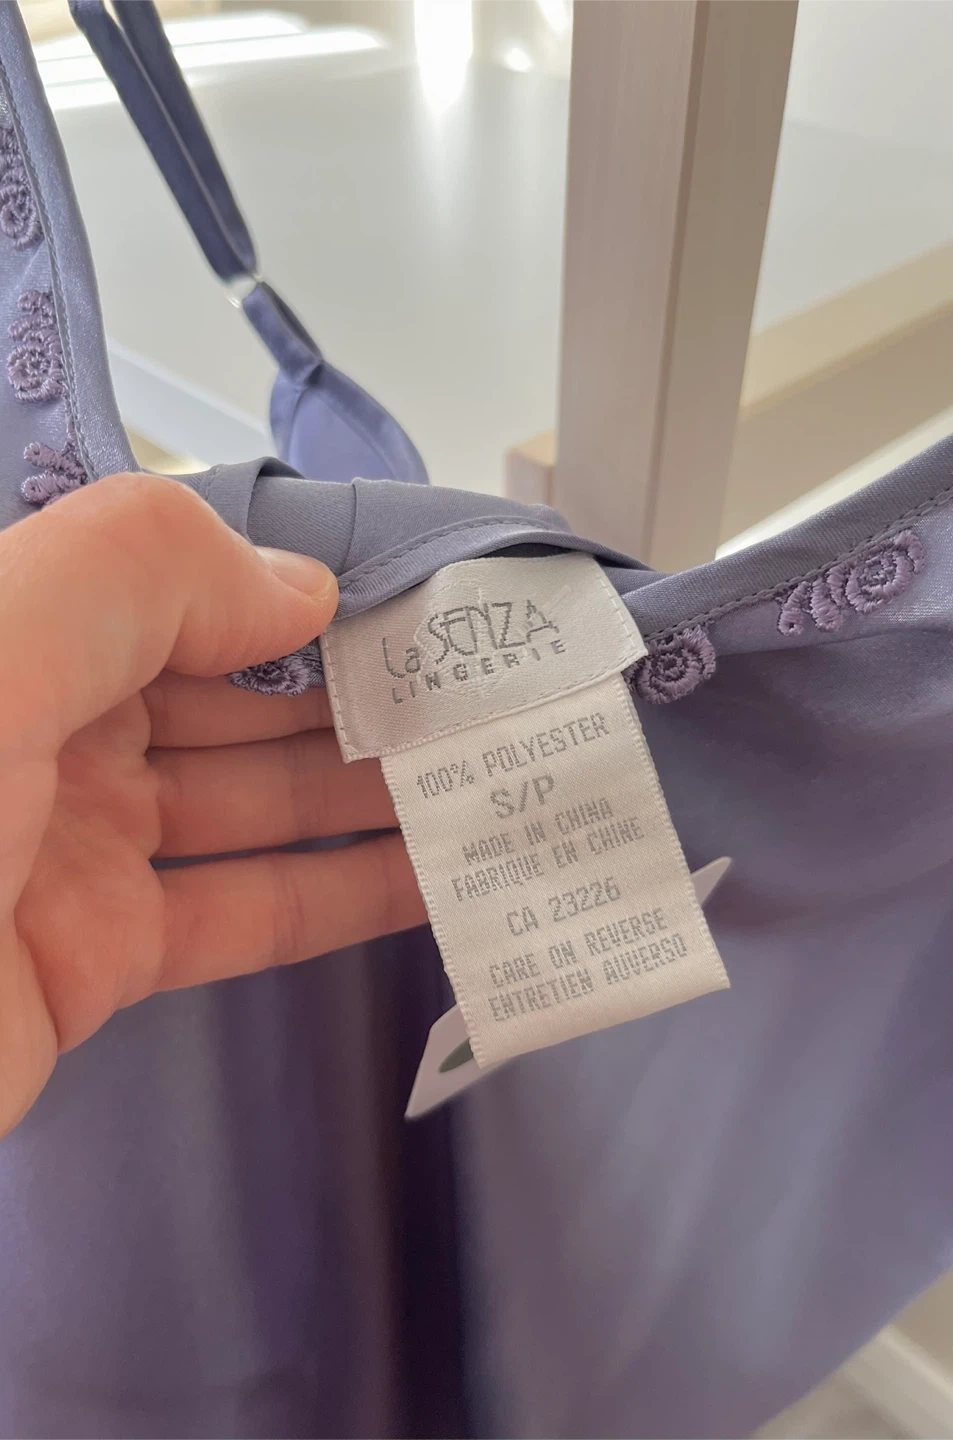 La SENZA
LINGERIE
100% POLYESTER
S/P
MADE IN CHINA
FABRIQUE EN CHINE
CA 23226
CARE ON REVERSE
ENTRETIEN AUVERSO